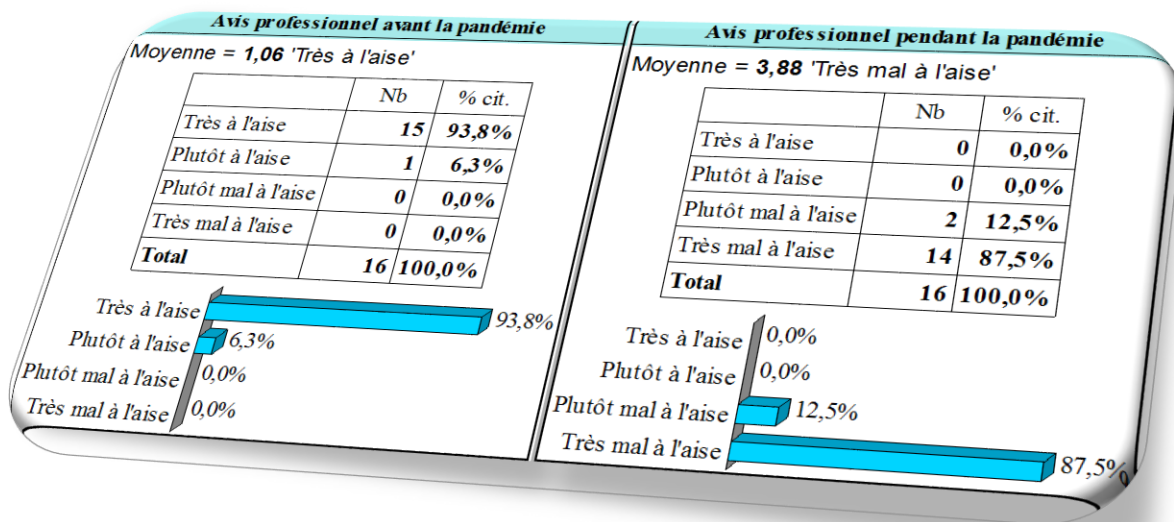 Avis professionnel avant la pandémie
Moyenne = 1,06 'Très à l'aise'
Nb % cit.
Très à l'aise 15 93,8%
Plutôt à l'aise 1 6,3%
Plutôt mal à l'aise 0 0,0%
Très mal à l'aise 0 0,0%
Total 16 100,0%
Très à l'aise 93,8%
Plutôt à l'aise 6,3%
Plutôt mal à l'aise 0,0%
Très mal à l'aise 0,0%
Avis professionnel pendant la pandémie
Moyenne = 3,88 'Très mal à l'aise'
Nb % cit.
Très à l'aise 0 0,0%
Plutôt à l'aise 0 0,0%
Plutôt mal à l'aise 2 12,5%
Très mal à l'aise 14 87,5%
Total 16 100,0%
Très à l'aise 0,0%
Plutôt à l'aise 0,0%
Plutôt mal à l'aise 12,5%
Très mal à l'aise 87,5%